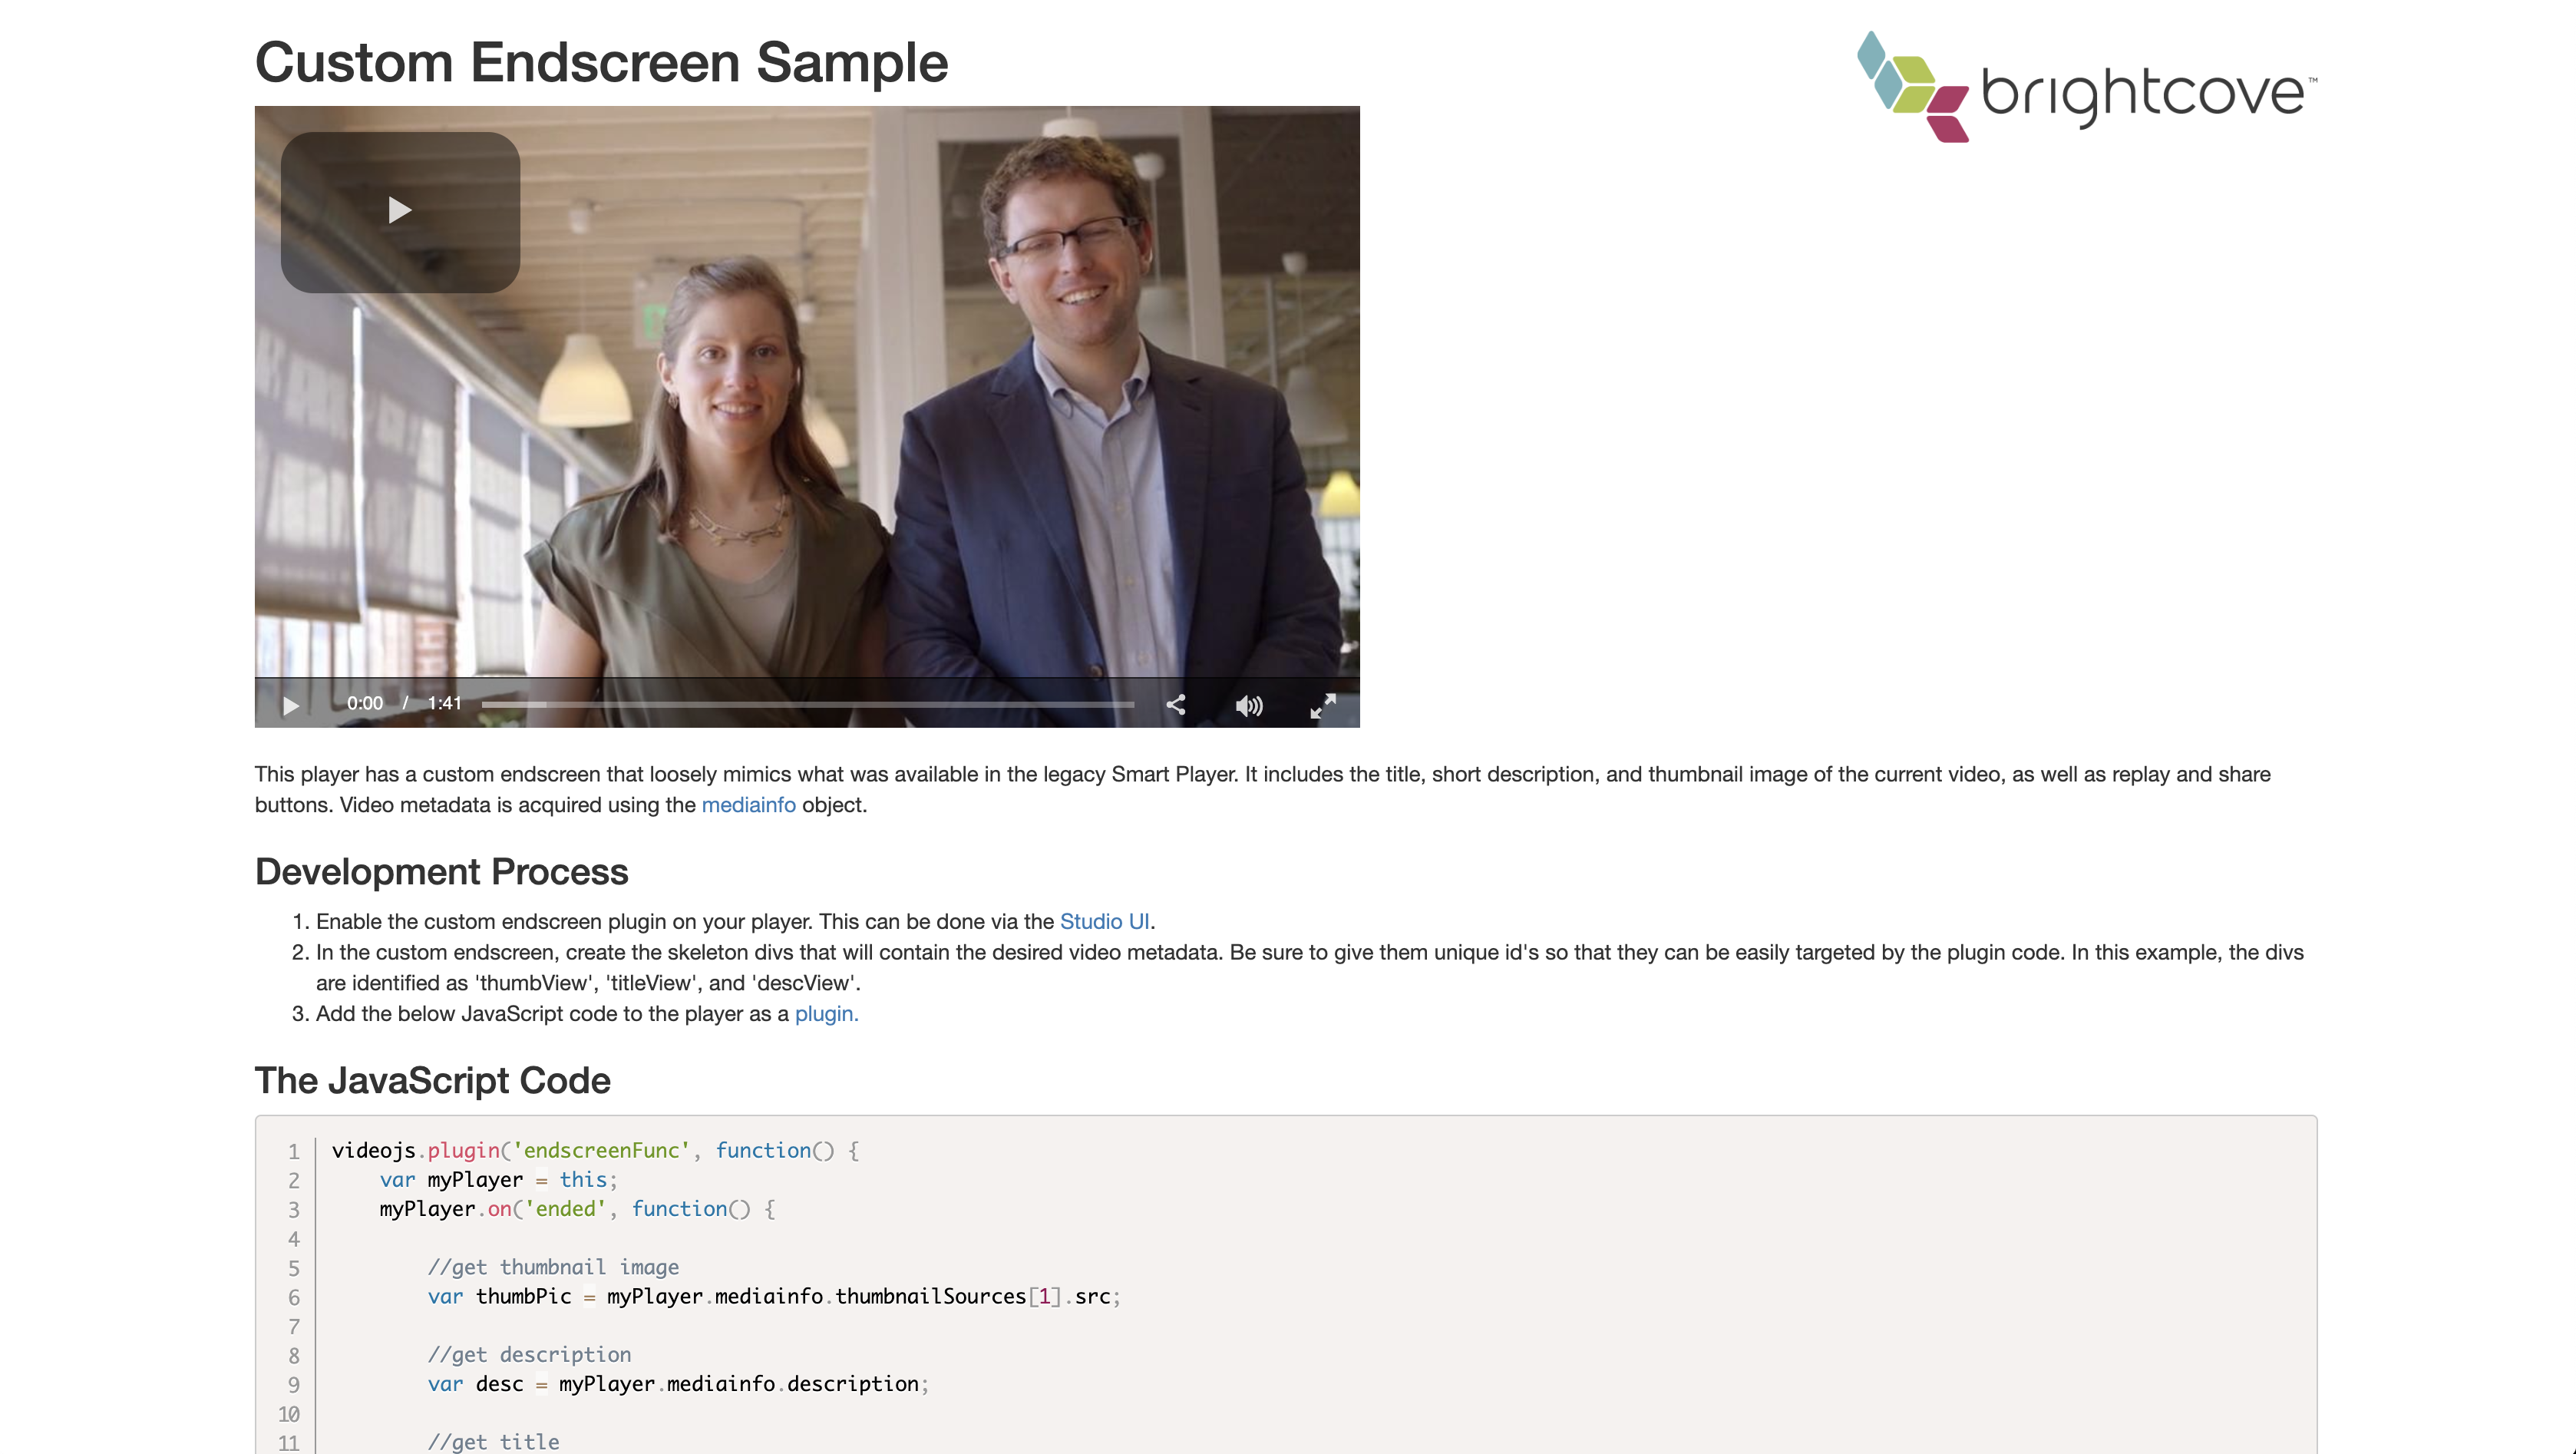 Custom Endscreen Sample
brightcove™
0:00 / 1:41
This player has a custom endscreen that loosely mimics what was available in the legacy Smart Player. It includes the title, short description, and thumbnail image of the current video, as well as replay and share
buttons. Video metadata is acquired using the mediainfo object.
Development Process
1. Enable the custom endscreen plugin on your player. This can be done via the Studio UI.
2. In the custom endscreen, create the skeleton divs that will contain the desired video metadata. Be sure to give them unique id's so that they can be easily targeted by the plugin code. In this example, the divs
are identified as 'thumbView', 'titleView', and 'descView'.
3. Add the below JavaScript code to the player as a plugin.
The JavaScript Code
1 videojs.plugin('endscreenFunc', function() {
2 var myPlayer = this;
3 myPlayer.on('ended', function() {
4
5 //get thumbnail image
6 var thumbPic = myPlayer.mediainfo.thumbnailSources[1].src;
7
8 //get description
9 var desc = myPlayer.mediainfo.description;
10
11 //get title